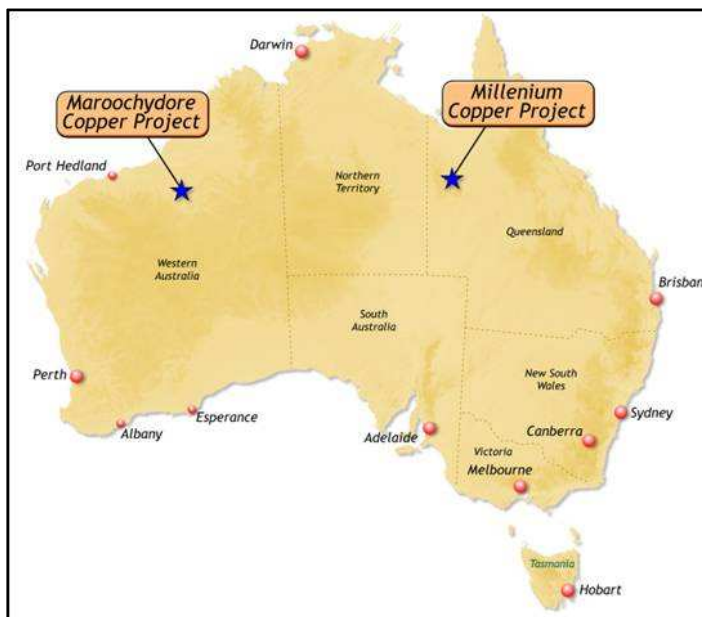 Darwin
Maroochydore
Copper Project
Millenium
Copper Project
Port Hedland
Northern
Territory
Queensland
Western
Australia
South
Australia
Brisban
New South
Wales
Perth
Esperance
Albany
Adelaide
Sydney
Canberra
Victoria
Melbourne
Tasmania
Hobart